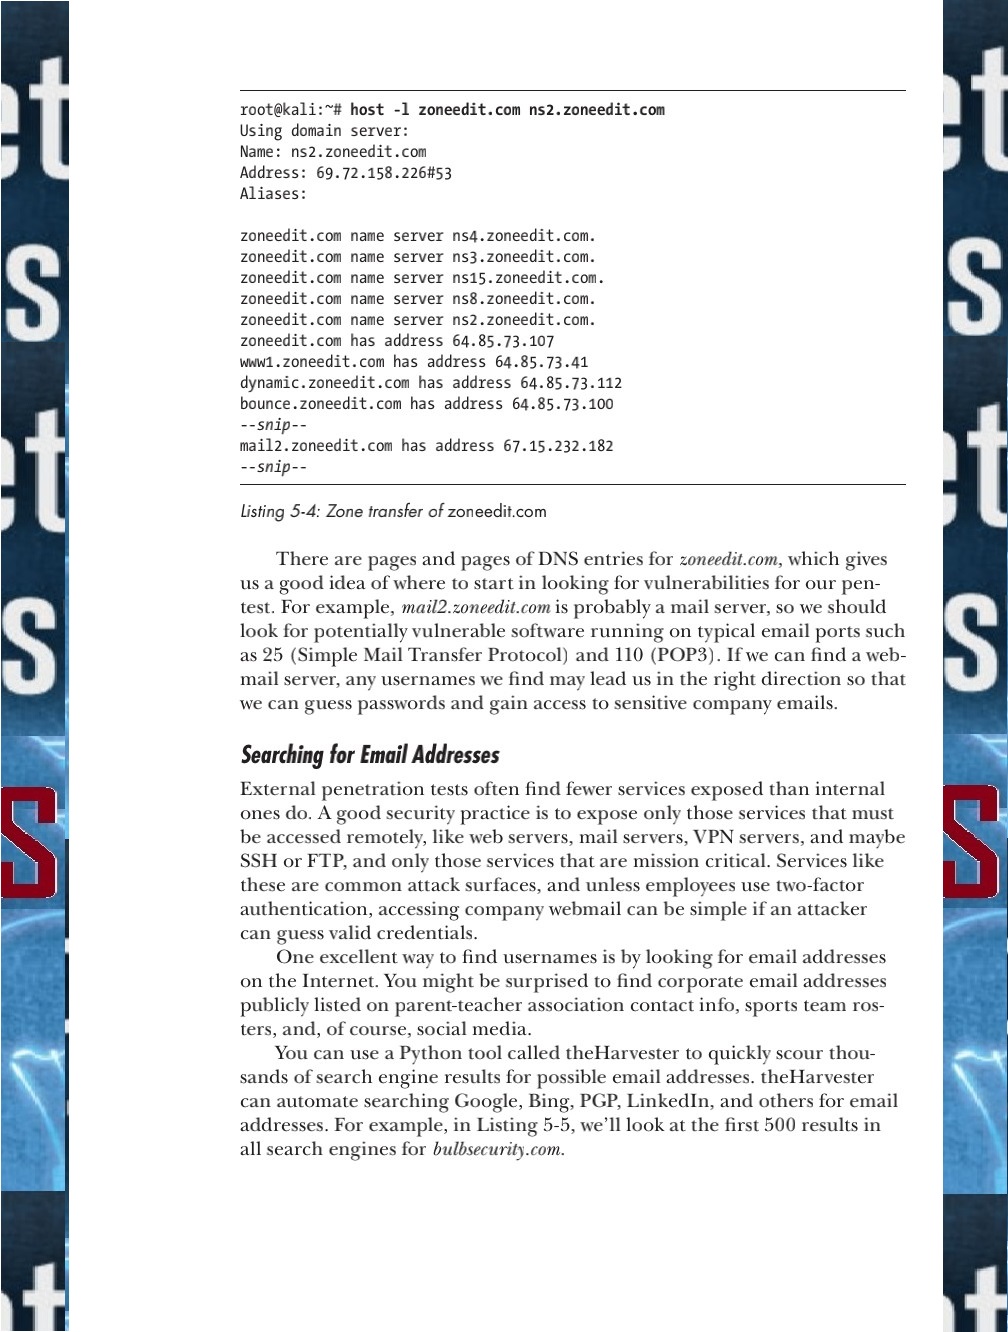 root@kali:~# host -l zoneedit.com ns2.zoneedit.com
Using domain server:
Name: ns2.zoneedit.com
Address: 69.72.158.226#53
Aliases:
zoneedit.com name server ns4.zoneedit.com.
zoneedit.com name server ns3.zoneedit.com.
zoneedit.com name server ns15.zoneedit.com.
zoneedit.com name server ns8.zoneedit.com.
zoneedit.com name server ns2.zoneedit.com.
zoneedit.com has address 64.85.73.107
www1.zoneedit.com has address 64.85.73.41
dynamic.zoneedit.com has address 64.85.73.112
bounce.zoneedit.com has address 64.85.73.100
--snip--
mail2.zoneedit.com has address 67.15.232.182
--snip--
Listing 5-4: Zone transfer of zoneedit.com
There are pages and pages of DNS entries for zoneedit.com, which gives
us a good idea of where to start in looking for vulnerabilities for our pen-
test. For example, mail2.zoneedit.com is probably a mail server, so we should
look for potentially vulnerable software running on typical email ports such
as 25 (Simple Mail Transfer Protocol) and 110 (POP3). If we can find a web-
mail server, any usernames we find may lead us in the right direction so that
we can guess passwords and gain access to sensitive company emails.
Searching for Email Addresses
External penetration tests often find fewer services exposed than internal
ones do. A good security practice is to expose only those services that must
be accessed remotely, like web servers, mail servers, VPN servers, and maybe
SSH or FTP, and only those services that are mission critical. Services like
these are common attack surfaces, and unless employees use two-factor
authentication, accessing company webmail can be simple if an attacker
can guess valid credentials.
One excellent way to find usernames is by looking for email addresses
on the Internet. You might be surprised to find corporate email addresses
publicly listed on parent-teacher association contact info, sports team ros-
ters, and, of course, social media.
You can use a Python tool called theHarvester to quickly scour thou-
sands of search engine results for possible email addresses. theHarvester
can automate searching Google, Bing, PGP, LinkedIn, and others for email
addresses. For example, in Listing 5-5, we'll look at the first 500 results in
all search engines for bulbsecurity.com.